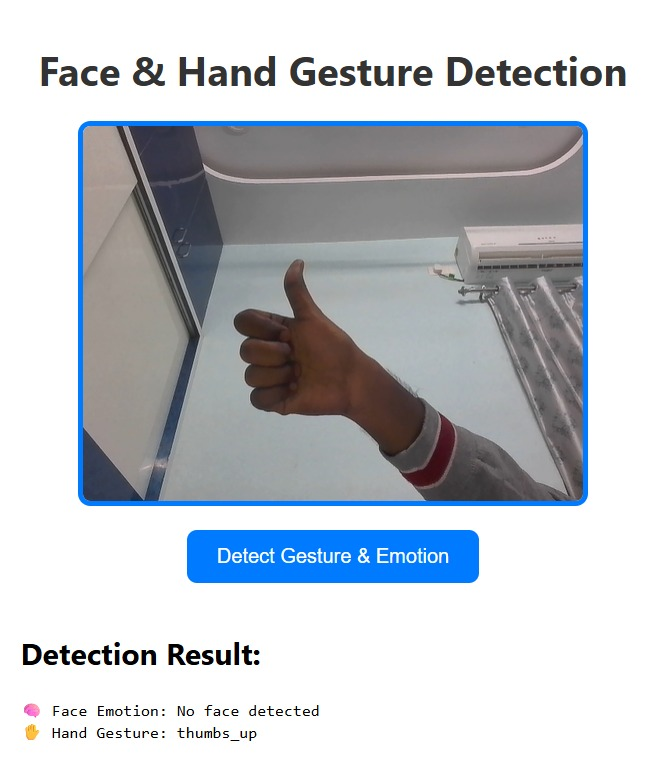 Face & Hand Gesture Detection
Detect Gesture & Emotion
Detection Result:
🧠 Face Emotion: No face detected
✋ Hand Gesture: thumbs_up